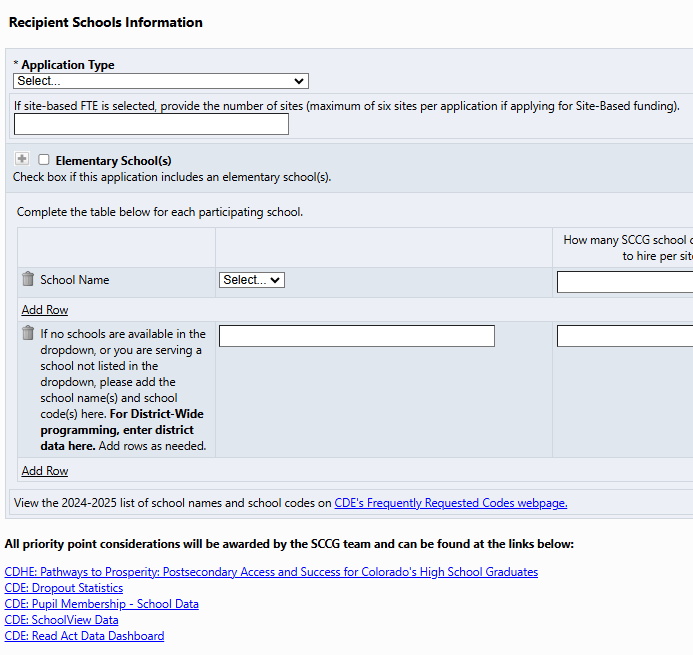 Recipient Schools Information
* Application Type
Select...
If site-based FTE is selected, provide the number of sites (maximum of six sites per application if applying for Site-Based funding).
Elementary School(s)
Check box if this application includes an elementary school(s).
Complete the table below for each participating school.
How many SCCG school
to hire per
School Name
Select...
Add Row
If no schools are available in the
dropdown, or you are serving a
school not listed in the
dropdown, please add the
school name(s) and school
code(s) here. For District-Wide
programming, enter district
data here. Add rows as needed.
Add Row
View the 2024-2025 list of school names and school codes on CDE's Frequently Requested Codes webpage.
All priority point considerations will be awarded by the SCCG team and can be found at the links below:
CDHE: Pathways to Prosperity: Postsecondary Access and Success for Colorado's High School Graduates
CDE: Dropout Statistics
CDE: Pupil Membership - School Data
CDE: SchoolView Data
CDE: Read Act Data Dashboard